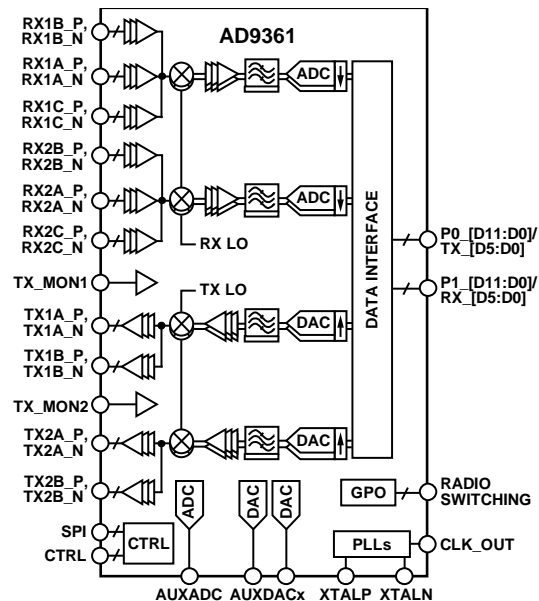 AD9361
RX1B_P,
RX1B_N
RX1A_P,
RX1A_N
RX1C_P,
RX1C_N
RX2B_P,
RX2B_N
RX2A_P,
RX2A_N
RX2C_P,
RX2C_N
TX_MON1
TX1A_P,
TX1A_N
TX1B_P,
TX1B_N
TX_MON2
TX2A_P,
TX2A_N
TX2B_P,
TX2B_N
SPI
CTRL
CTRL
ADC
ADC
RX LO
TX LO
DAC
DAC
DATA INTERFACE
P0_[D11:D0]/
TX_[D5:D0]
P1_[D11:D0]/
RX_[D5:D0]
GPO
RADIO
SWITCHING
ADC
DAC
DAC
PLLs
CLK_OUT
AUXADC
AUXDACx
XTALP
XTALN